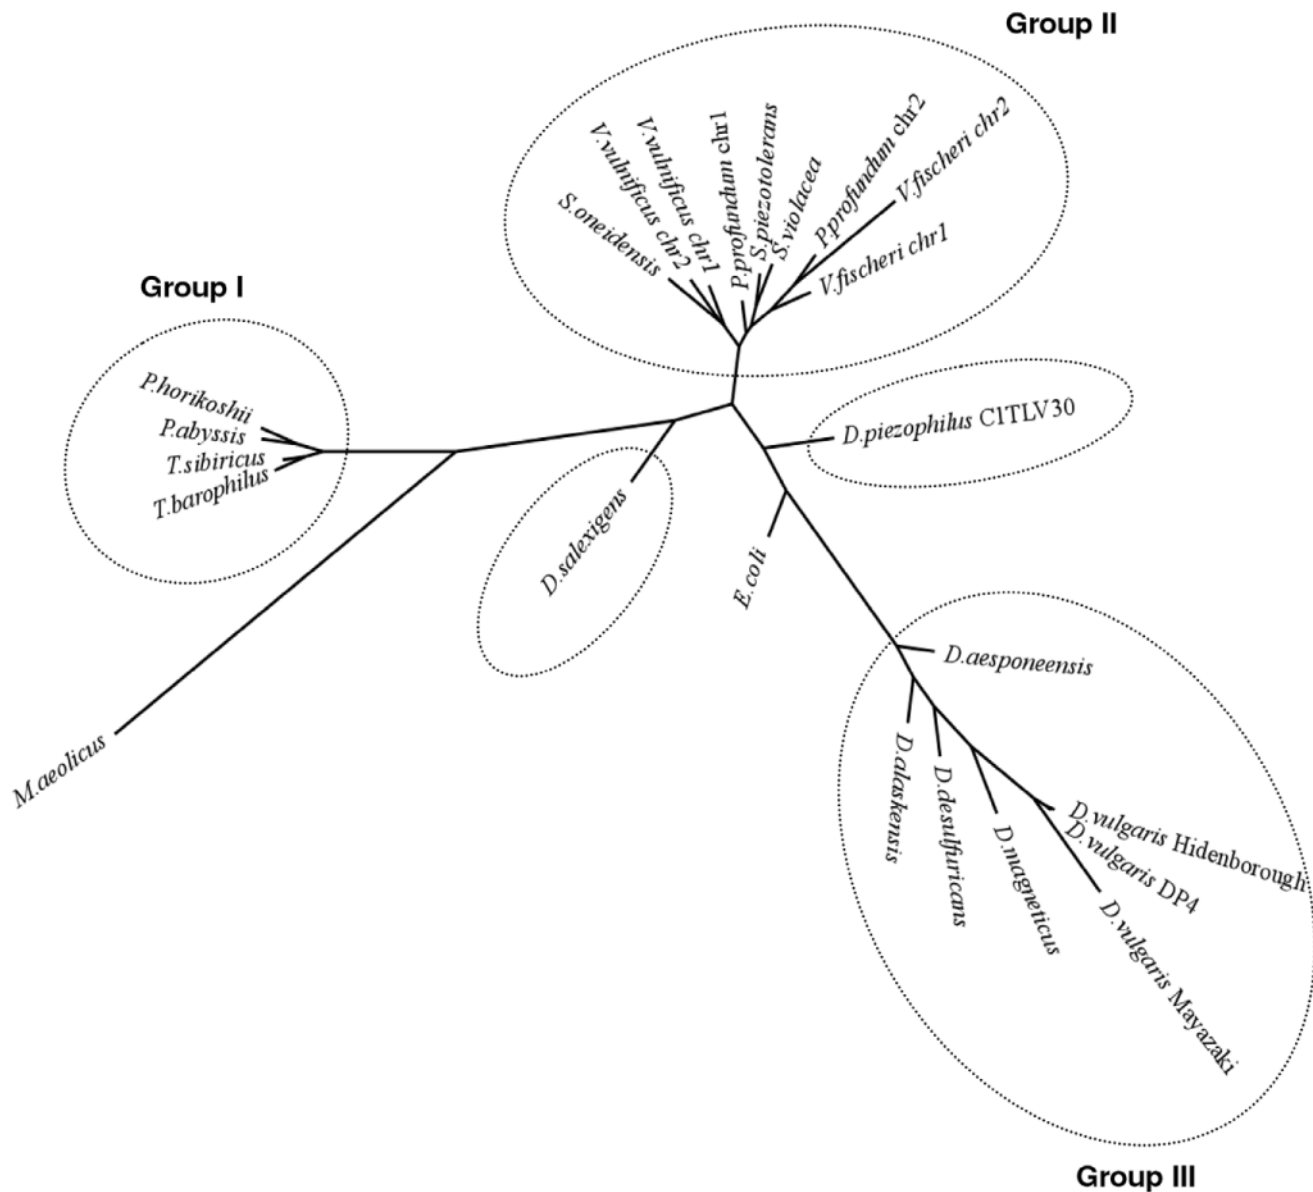 Group II
V.vulnificus chr2
V.vulnificus chr1
P.profundum chr1
S.piezotolerans
S.violacea
P.profundum chr2
V.fischeri chr2
S.oneidensis
V.fischeri chr1
Group I
P.horikoshii
P.abyssis
T.sibiricus
T.barophilus
D.piezophilus C1TLV30
D.salexigens
E.coli
M.aeolicus
D.aesponeensis
D.alaskensis
D.desulfuricans
D.magneticus
D.vulgaris Hidenborough
D.vulgaris DP4
D.vulgaris Mayazaki
Group III